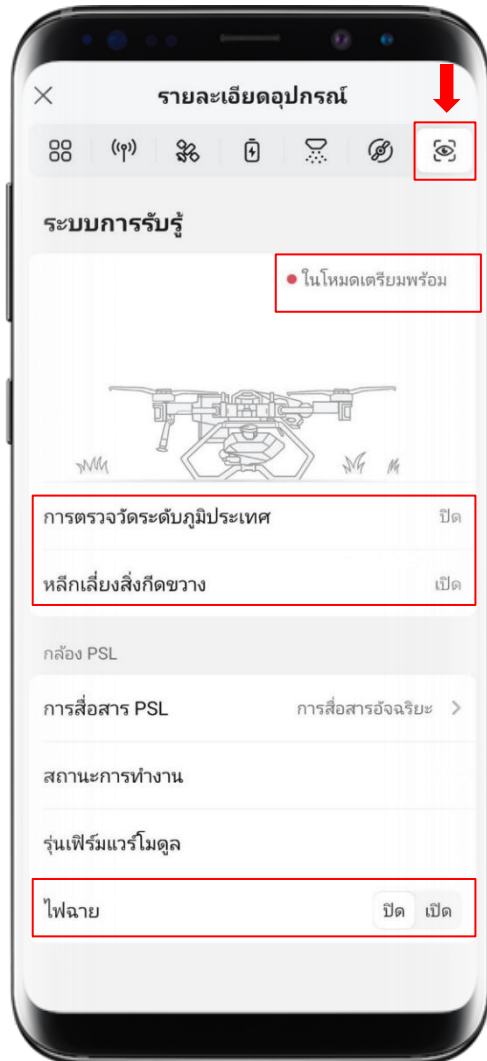 รายละเอียดอุปกรณ์
ระบบการรับรู้
ในโหมดเตรียมพร้อม
การตรวจวัดระดับภูมิประเทศ ปิด
หลีกเลี่ยงสิ่งกีดขวาง เปิด
กล้อง PSL
การสื่อสาร PSL การสื่อสารอัจฉริยะ
สถานะการทำงาน
รุ่นเฟิร์มแวร์โมดูล
ไฟฉาย ปิด เปิด